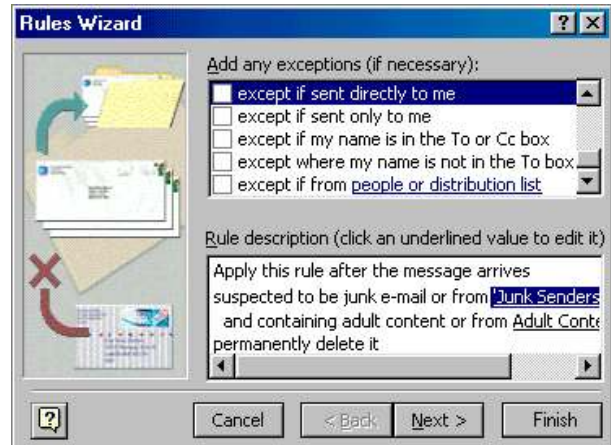 Rules Wizard
Add any exceptions (if necessary):
except if sent directly to me
except if sent only to me
except if my name is in the To or Cc box
except where my name is not in the To box
except if from people or distribution list
Rule description (click an underlined value to edit it)
Apply this rule after the message arrives
suspected to be junk e-mail or from 'Junk Senders
and containing adult content or from Adult Conte
permanently delete it
Cancel
< Back
Next >
Finish